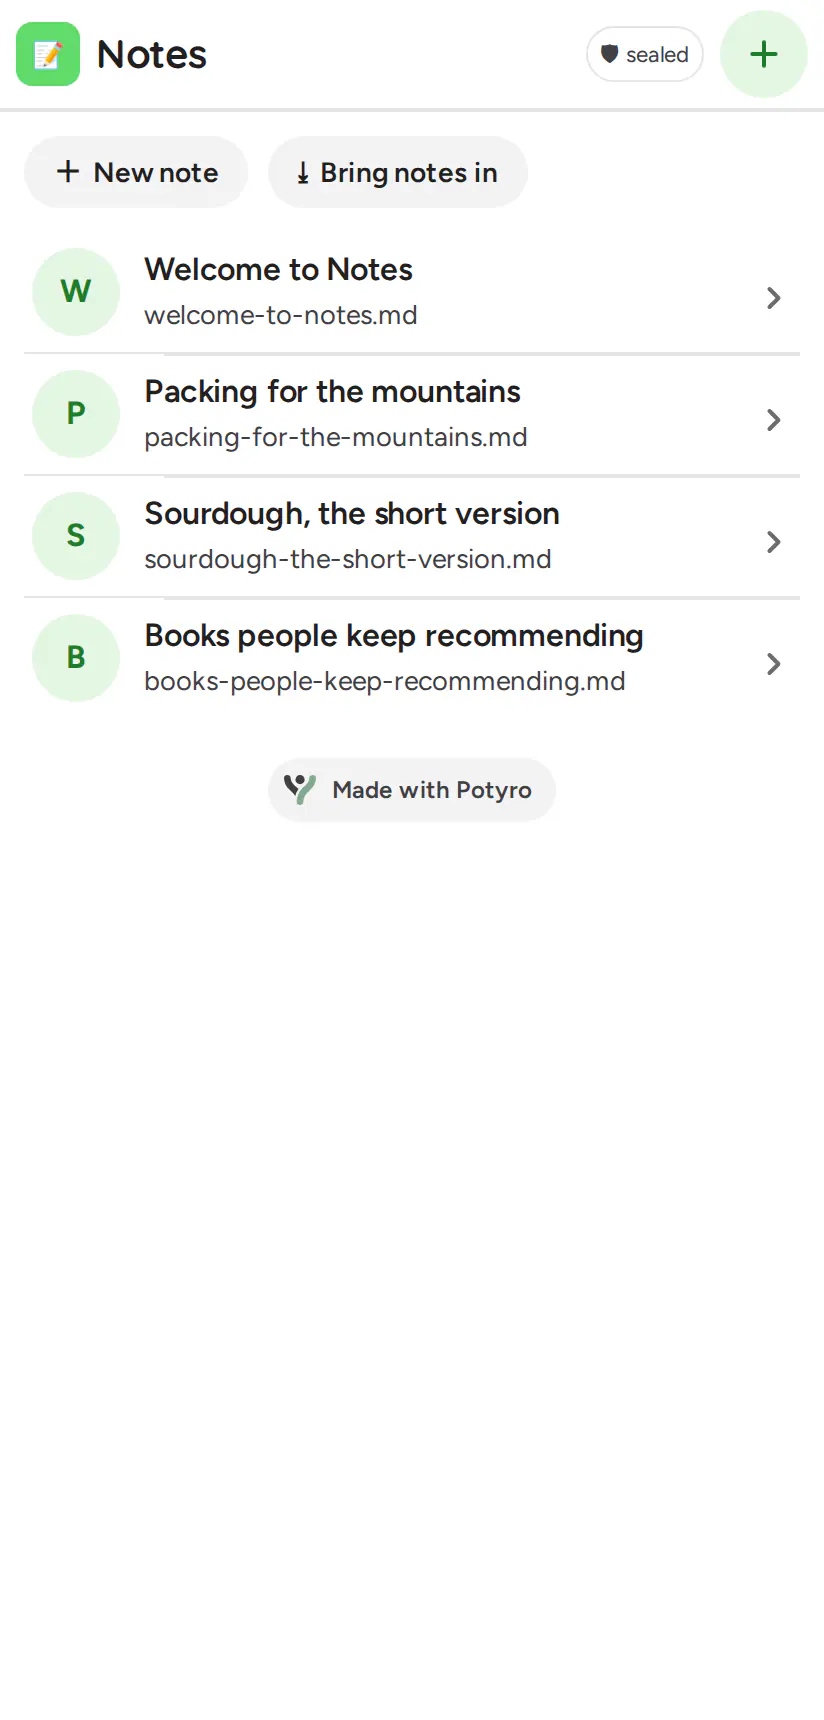 Notes
sealed
+ New note
Bring notes in
W
Welcome to Notes
welcome-to-notes.md
P
Packing for the mountains
packing-for-the-mountains.md
S
Sourdough, the short version
sourdough-the-short-version.md
B
Books people keep recommending
books-people-keep-recommending.md
Made with Potyro